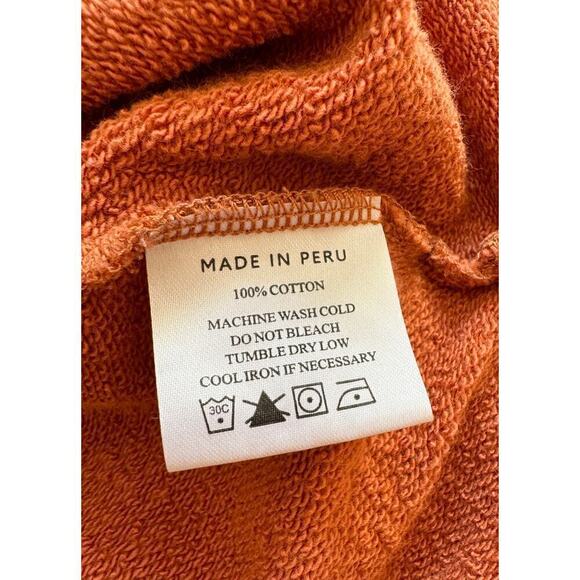 MADE IN PERU
100% COTTON
MACHINE WASH COLD
DO NOT BLEACH
TUMBLE DRY LOW
COOL IRON IF NECESSARY
30C